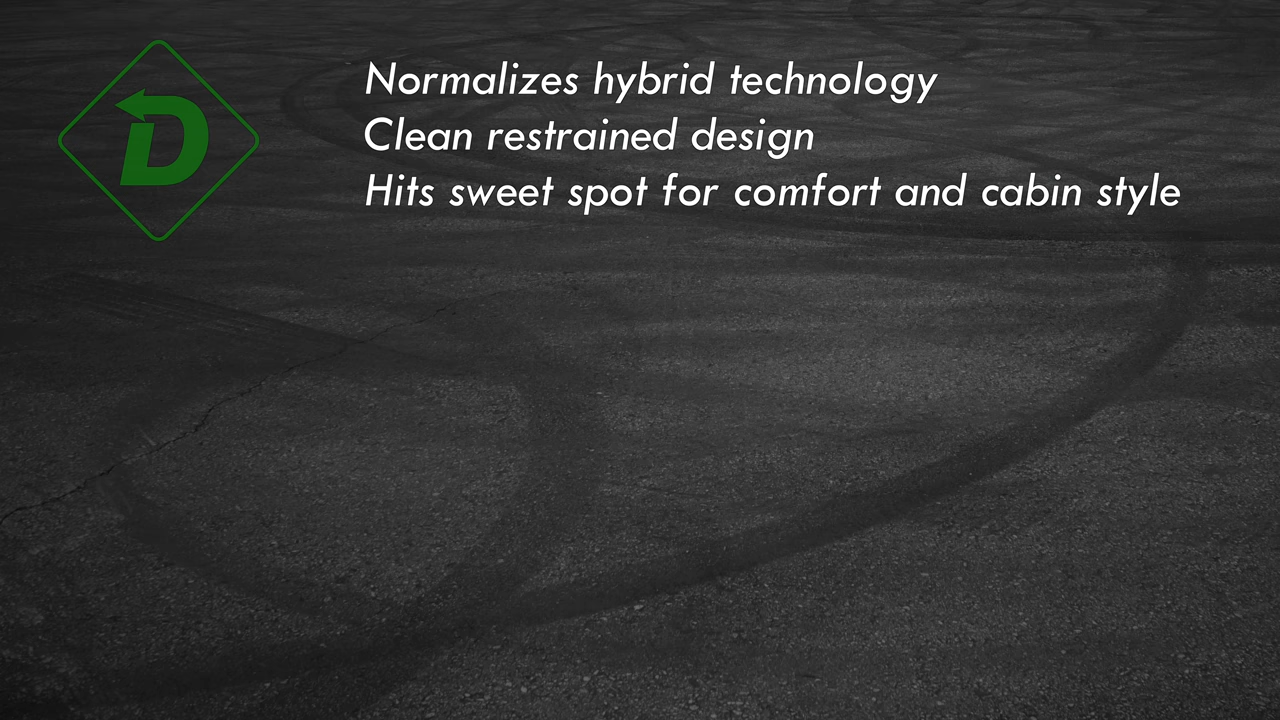 D
Normalizes hybrid technology
Clean restrained design
Hits sweet spot for comfort and cabin style